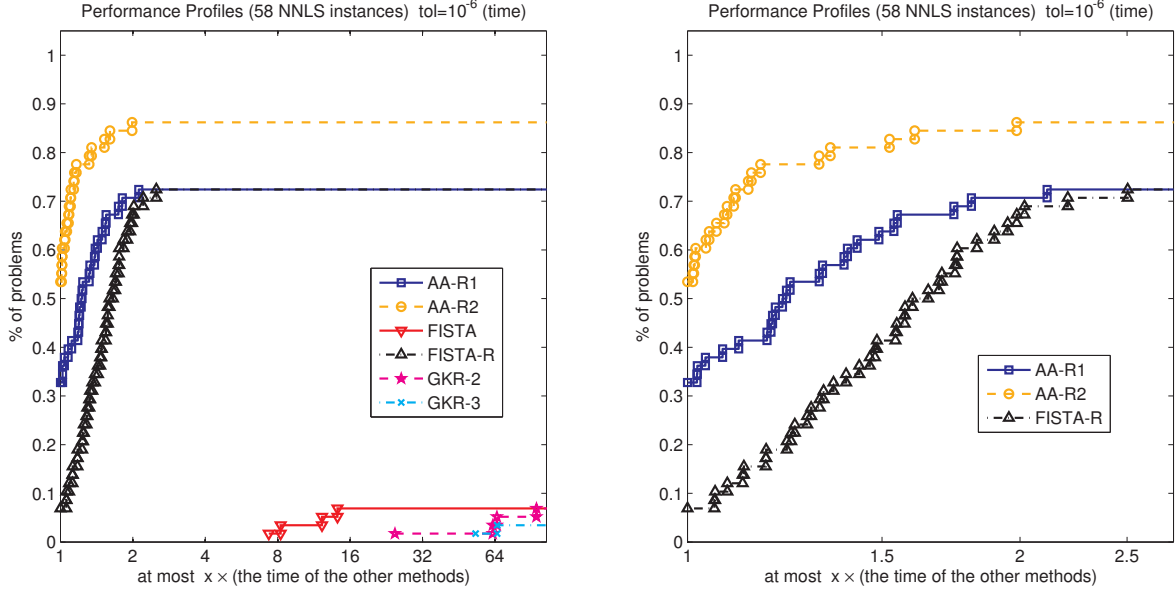 Performance Profiles (58 NNLS instances) tol=10^-6 (time)
1
0.9
0.8
0.7
0.6
0.5
0.4
0.3
0.2
0.1
0
% of problems
AA-R1
AA-R2
FISTA
FISTA-R
GKR-2
GKR-3
1 2 4 8 16 32 64
at most x × (the time of the other methods)
Performance Profiles (58 NNLS instances) tol=10^-6 (time)
1
0.9
0.8
0.7
0.6
0.5
0.4
0.3
0.2
0.1
0
% of problems
AA-R1
AA-R2
FISTA-R
1 1.5 2 2.5
at most x × (the time of the other methods)